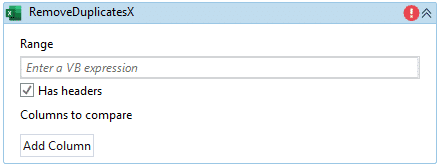 RemoveDuplicatesX
Range
Enter a VB expression
Has headers
Columns to compare
Add Column